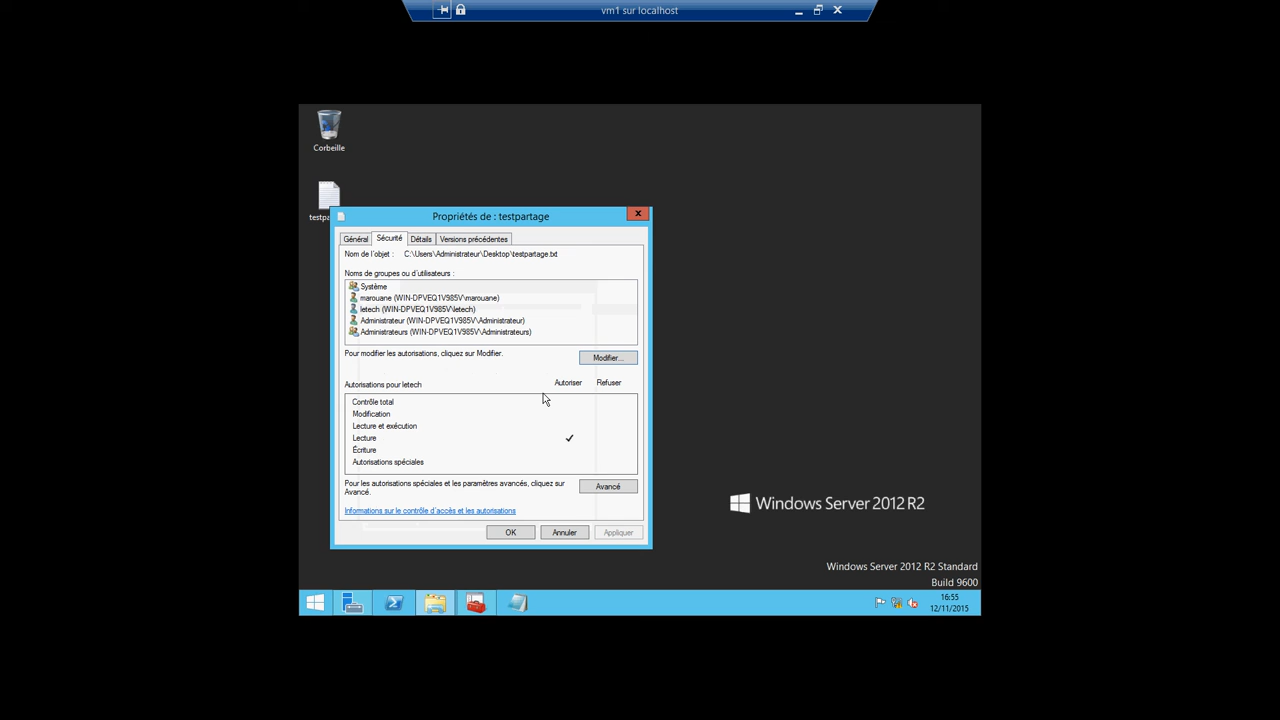 vm1 sur localhost
Corbeille
Propriétés de : testpartage
Général
Sécurité
Détails
Versions précédentes
Nom de l'objet : C:\Users\Administrateur\Desktop\testpartage.txt
Noms de groupes ou d'utilisateurs :
Système
marouane (WIN-DPVEQ1V985V\marouane)
letech (WIN-DPVEQ1V985V\letech)
Administrateur (WIN-DPVEQ1V985V\Administrateur)
Administrateurs (WIN-DPVEQ1V985V\Administrateurs)
Pour modifier les autorisations, cliquez sur Modifier.
Modifier...
Autorisations pour letech
Autoriser
Refuser
Contrôle total
Modification
Lecture et exécution
Lecture
Écriture
Autorisations spéciales
Pour les autorisations spéciales et les paramètres avancés, cliquez sur
Avancé.
Avancé
Informations sur le contrôle d'accès et les autorisations
OK
Annuler
Appliquer
Windows Server 2012 R2
Windows Server 2012 R2 Standard
Build 9600
16:55
12/11/2015